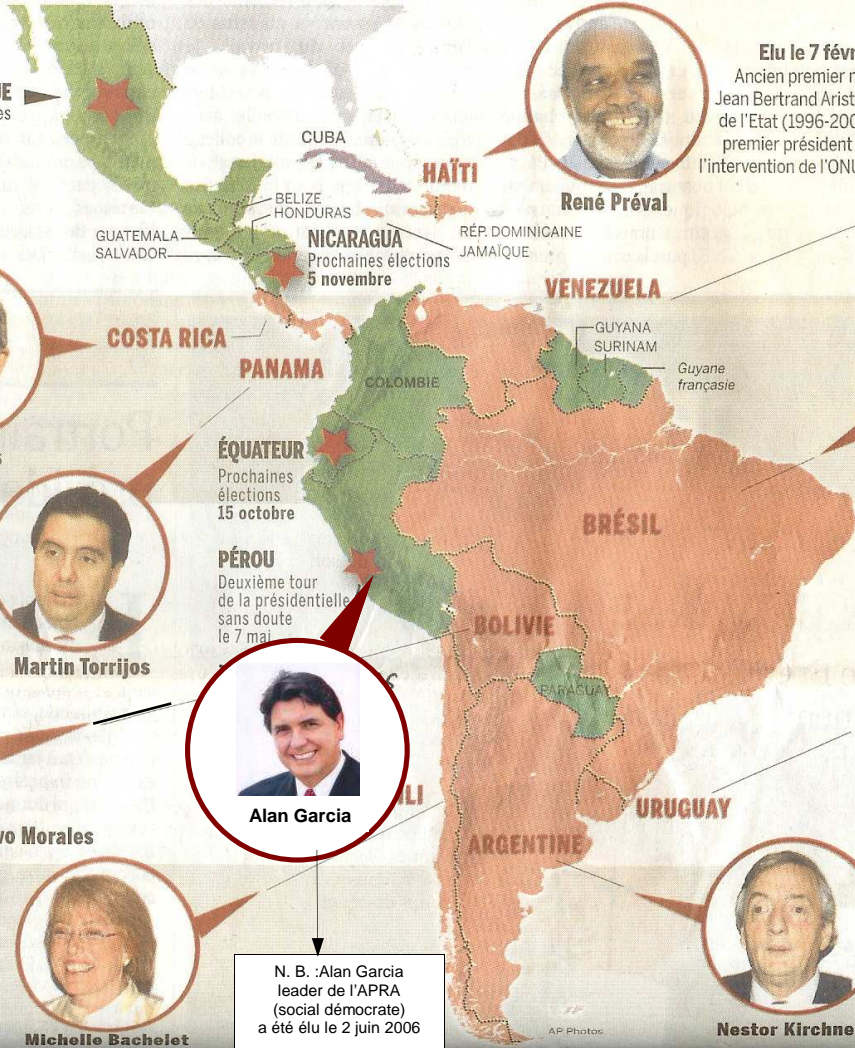 Elu le 7 févr
UE
Ancien premier m
es
Jean Bertrand Arist
de l'Etat (1996-200
premier président
l'intervention de l'ONU
CUBA
HAÏTI
René Préval
BELIZE
HONDURAS
GUATEMALA
SALVADOR
NICARAGUA
Prochaines élections
5 novembre
RÉP. DOMINICAINE
JAMAÏQUE
VENEZUELA
COSTA RICA
GUYANA
SURINAM
PANAMA
Guyane
françasie
COLOMBIE
s
ÉQUATEUR
Prochaines
élections
15 octobre
BRÉSIL
PÉROU
Deuxième tour
de la présidentielle
sans doute
le 7 mai
BOLIVIE
Martin Torrijos
PARAGUAY
Alan Garcia
ILI
URUGUAY
vo Morales
ARGENTINE
N. B. :Alan Garcia
leader de l'APRA
(social démocrate)
a été élu le 2 juin 2006
AP Photos
Michelle Bachelet
Nestor Kirchne